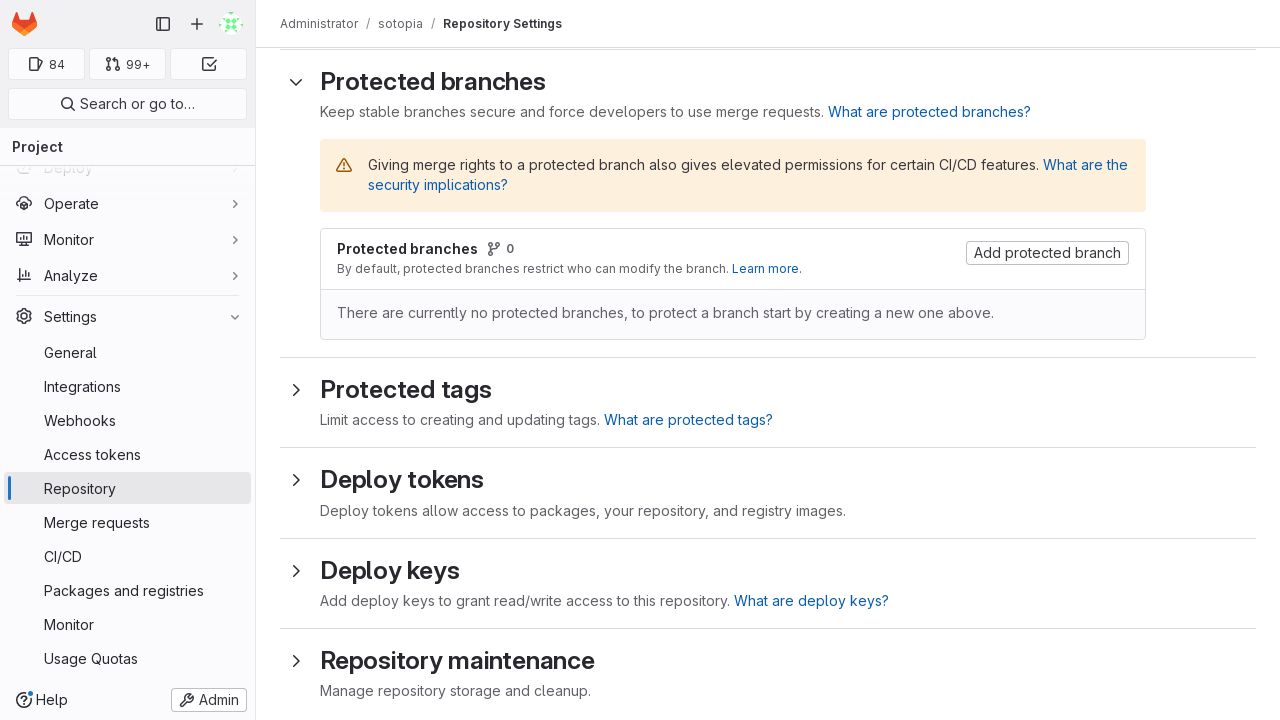 Administrator / sotopia / Repository Settings
84
99+
Search or go to…
Project
Deploy
Operate
Monitor
Analyze
Settings
General
Integrations
Webhooks
Access tokens
Repository
Merge requests
CI/CD
Packages and registries
Monitor
Usage Quotas
Help
Admin
Protected branches
Keep stable branches secure and force developers to use merge requests. What are protected branches?
Giving merge rights to a protected branch also gives elevated permissions for certain CI/CD features. What are the
security implications?
Protected branches 0
Add protected branch
By default, protected branches restrict who can modify the branch. Learn more.
There are currently no protected branches, to protect a branch start by creating a new one above.
Protected tags
Limit access to creating and updating tags. What are protected tags?
Deploy tokens
Deploy tokens allow access to packages, your repository, and registry images.
Deploy keys
Add deploy keys to grant read/write access to this repository. What are deploy keys?
Repository maintenance
Manage repository storage and cleanup.